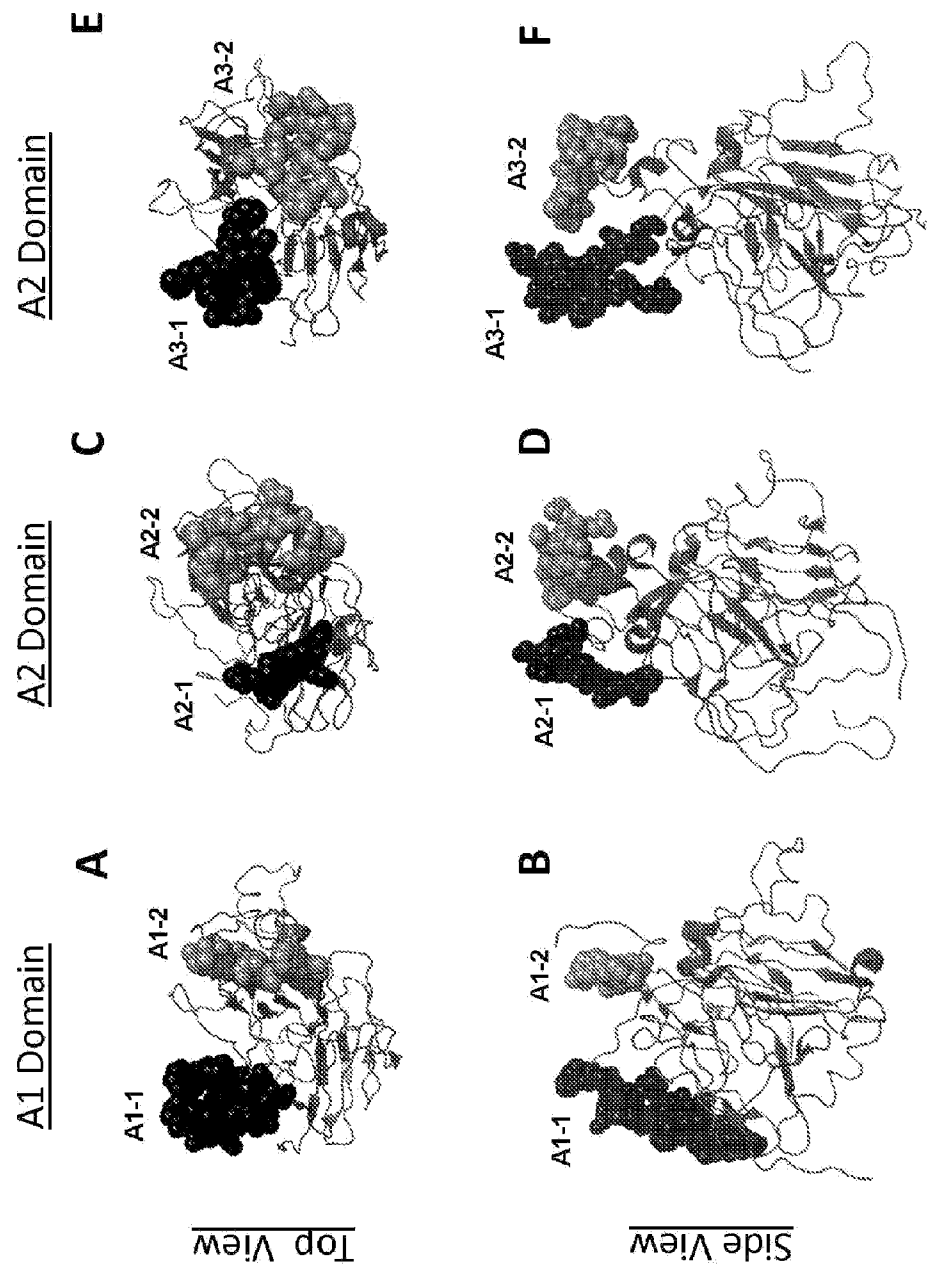 A1 Domain
A2 Domain
A2 Domain
Top View
A
A1-1
A1-2
C
A2-1
A2-2
E
A3-1
A3-2
Side View
B
A1-1
A1-2
D
A2-1
A2-2
F
A3-1
A3-2